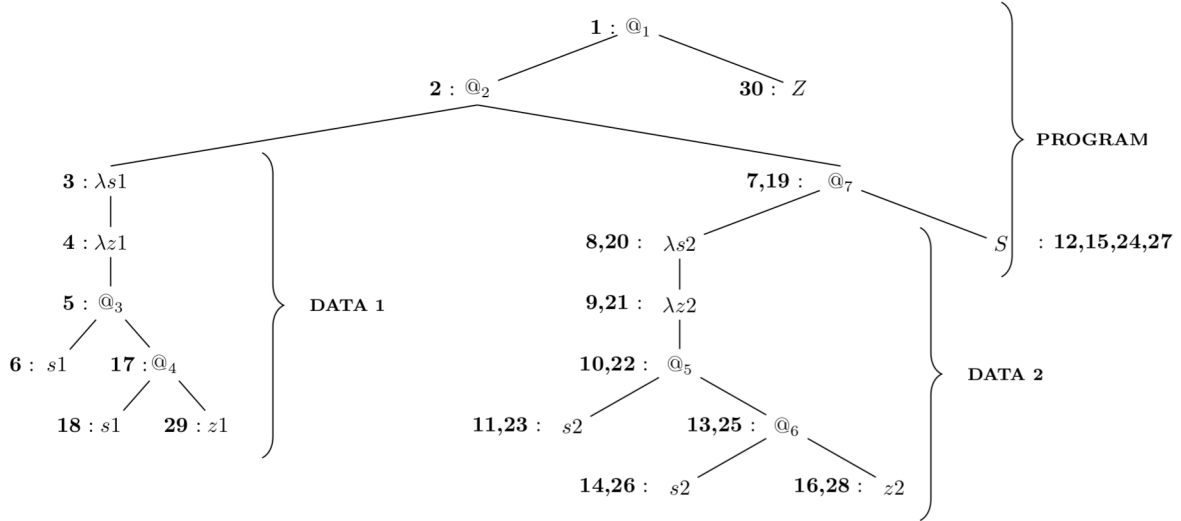 1 : @₁
2 : @₂ 30 : Z
PROGRAM
3 : λs1 7,19 : @₇
4 : λz1 8,20 : λs2 S : 12,15,24,27
5 : @₃ DATA 1 9,21 : λz2
6 : s1 17 : @₄ 10,22 : @₅
DATA 2
18 : s1 29 : z1 11,23 : s2 13,25 : @₆
14,26 : s2 16,28 : z2